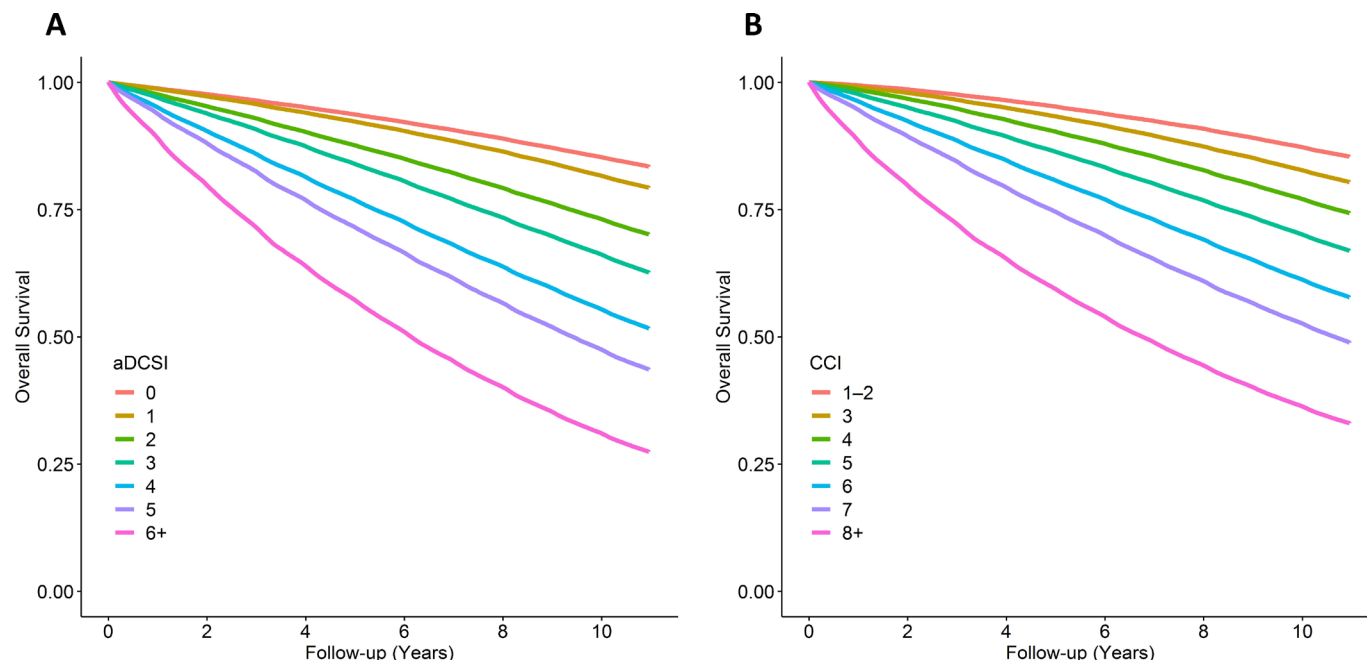 A
1.00
0.75
0.50
0.25
0.00
Overall Survival
aDCSI
0
1
2
3
4
5
6+
0 2 4 6 8 10
Follow-up (Years)
B
1.00
0.75
0.50
0.25
0.00
Overall Survival
CCI
1–2
3
4
5
6
7
8+
0 2 4 6 8 10
Follow-up (Years)